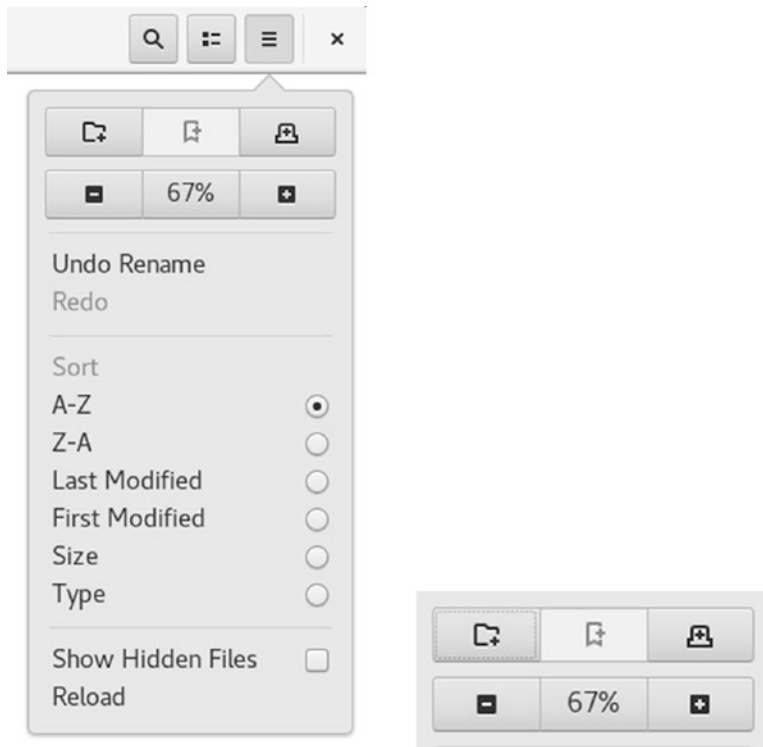 67%
Undo Rename
Redo
Sort
A-Z
Z-A
Last Modified
First Modified
Size
Type
Show Hidden Files
Reload
67%